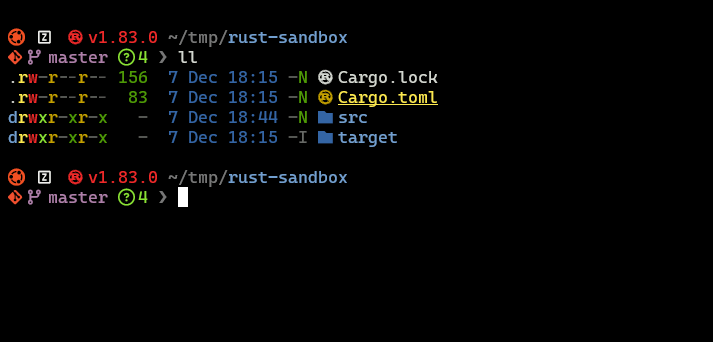 Z v1.83.0 ~/tmp/rust-sandbox
master ?4 ❯ ll
.rw-r--r-- 156 7 Dec 18:15 -N Cargo.lock
.rw-r--r-- 83 7 Dec 18:15 -N Cargo.toml
drwxr-xr-x - 7 Dec 18:44 -N src
drwxr-xr-x - 7 Dec 18:15 -I target
Z v1.83.0 ~/tmp/rust-sandbox
master ?4 ❯